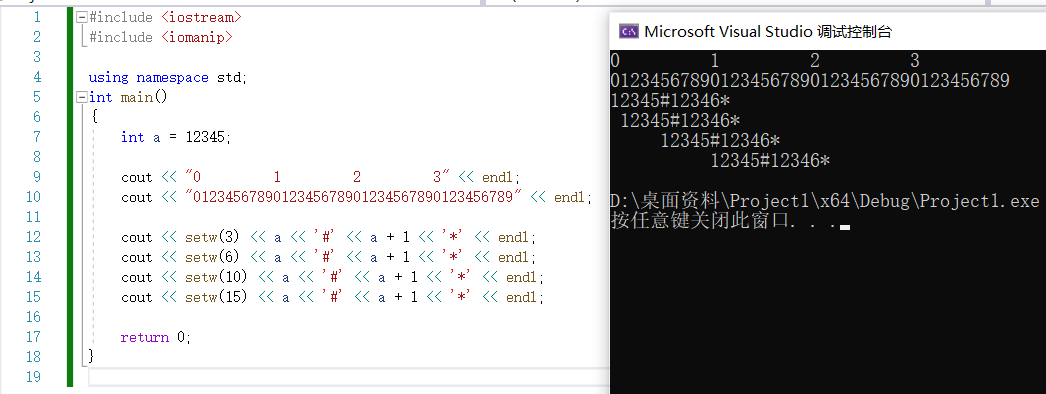 1 #include <iostream>
2 #include <iomanip>
3
4 using namespace std;
5 int main()
6 {
7     int a = 12345;
8
9     cout << "0         1         2         3" << endl;
10     cout << "0123456789012345678901234567890123456789" << endl;
11
12     cout << setw(3) << a << '#' << a + 1 << '*' << endl;
13     cout << setw(6) << a << '#' << a + 1 << '*' << endl;
14     cout << setw(10) << a << '#' << a + 1 << '*' << endl;
15     cout << setw(15) << a << '#' << a + 1 << '*' << endl;
16
17     return 0;
18 }
19
C:\
Microsoft Visual Studio 调试控制台
0         1         2         3
0123456789012345678901234567890123456789
12345#12346*
 12345#12346*
     12345#12346*
          12345#12346*
D:\桌面资料\Project1\x64\Debug\Project1.exe
按任意键关闭此窗口. . .